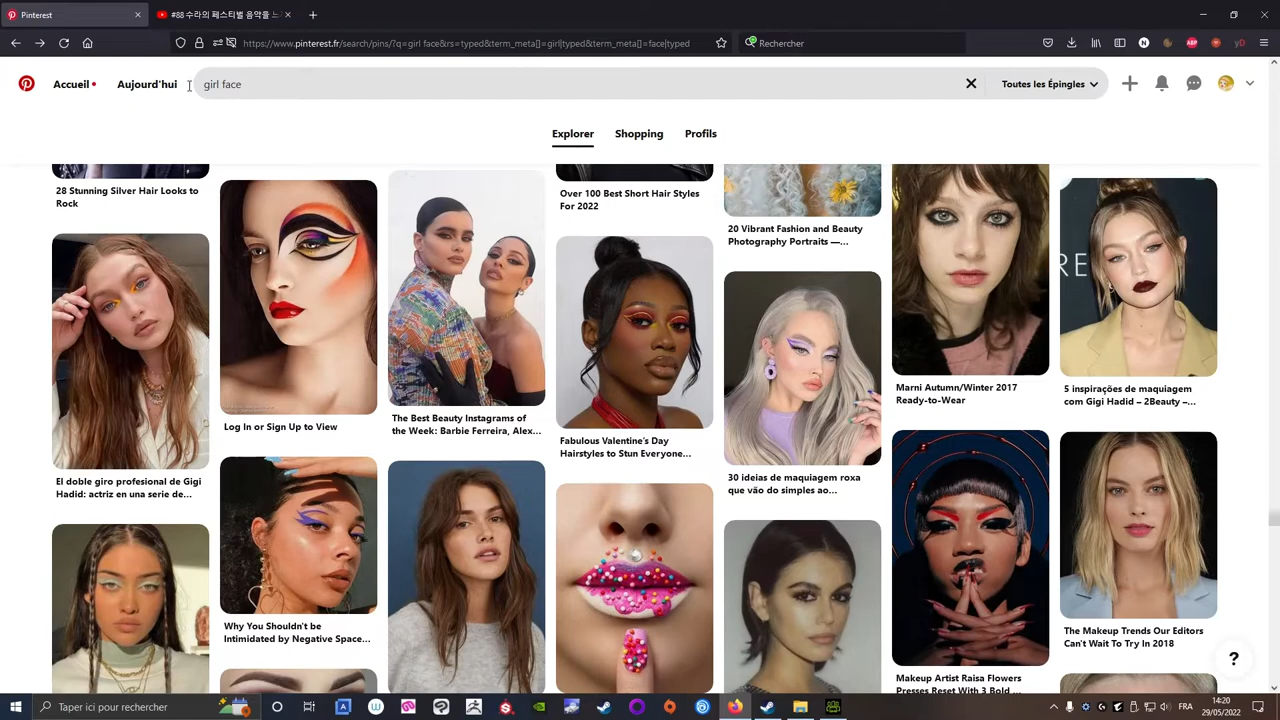 Pinterest
#88 수라의 페스티벌 음악을 느
https://www.pinterest.fr/search/pins/?q=girl face&rs=typed&term_meta[]=girl|typed&term_meta[]=face|typed
Rechercher
Accueil
Aujourd'hui
girl face
Toutes les Épingles
Explorer
Shopping
Profils
28 Stunning Silver Hair Looks to
Rock
Over 100 Best Short Hair Styles
For 2022
20 Vibrant Fashion and Beauty
Photography Portraits —...
Marni Autumn/Winter 2017
Ready-to-Wear
5 inspirações de maquiagem
com Gigi Hadid – 2Beauty –...
Log In or Sign Up to View
The Best Beauty Instagrams of
the Week: Barbie Ferreira, Alex...
Fabulous Valentine's Day
Hairstyles to Stun Everyone...
30 ideias de maquiagem roxa
que vão do simples ao...
El doble giro profesional de Gigi
Hadid: actriz en una serie de...
Why You Shouldn't be
Intimidated by Negative Space...
The Makeup Trends Our Editors
Can't Wait To Try In 2018
Makeup Artist Raisa Flowers
Presses Reset With 3 Bold ...
?
Taper ici pour rechercher
FRA
14:20
29/05/2022